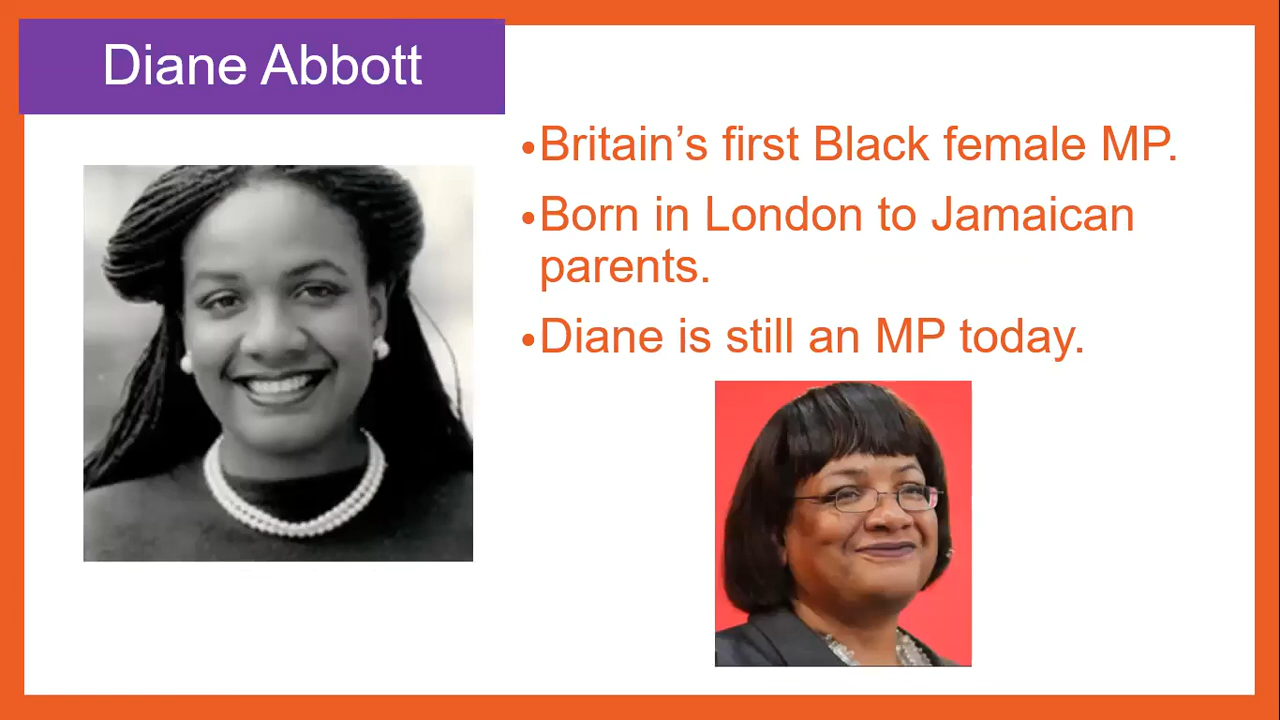 Diane Abbott
•Britain’s first Black female MP.
•Born in London to Jamaican
parents.
•Diane is still an MP today.